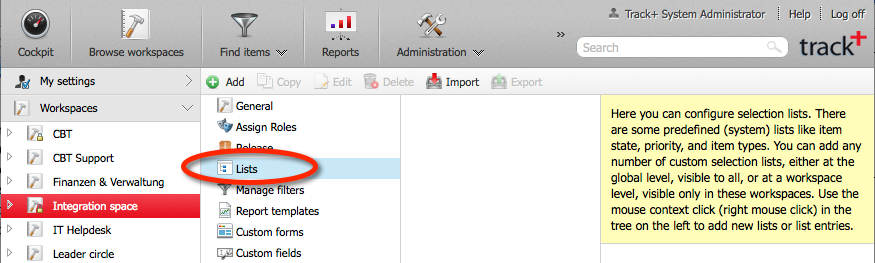 Track+ System Administrator
Help
Log off
Cockpit
Browse workspaces
Find items
Reports
Administration
»
Search
track+
My settings
Add
Copy
Edit
Delete
Import
Export
Workspaces
CBT
CBT Support
Finanzen & Verwaltung
Integration space
IT Helpdesk
Leader circle
General
Assign Roles
Release
Lists
Manage filters
Report templates
Custom forms
Custom fields
Here you can configure selection lists. There
are some predefined (system) lists like item
state, priority, and item types. You can add any
number of custom selection lists, either at the
global level, visible to all, or at a workspace
level, visible only in these workspaces. Use the
mouse context click (right mouse click) in the
tree on the left to add new lists or list entries.